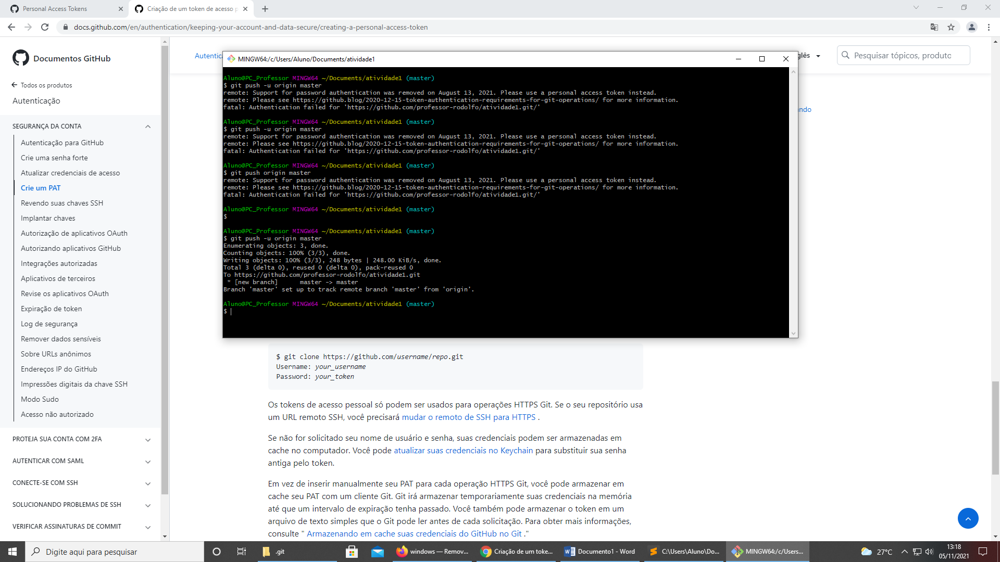 Personal Access Tokens
Criação de um token de acesso p
docs.github.com/en/authentication/keeping-your-account-and-data-secure/creating-a-personal-access-token
Documentos GitHub
Todos os produtos
Autenticação
SEGURANÇA DA CONTA
Autenticação para GitHub
Crie uma senha forte
Atualizar credenciais de acesso
Crie um PAT
Revendo suas chaves SSH
Implantar chaves
Autorização de aplicativos OAuth
Autorizando aplicativos GitHub
Integrações autorizadas
Aplicativos de terceiros
Revise os aplicativos OAuth
Expiração de token
Log de segurança
Remover dados sensíveis
Sobre URLs anônimos
Endereços IP do GitHub
Impressões digitais da chave SSH
Modo Sudo
Acesso não autorizado
PROTEJA SUA CONTA COM 2FA
AUTENTICAR COM SAML
CONECTE-SE COM SSH
SOLUCIONANDO PROBLEMAS DE SSH
VERIFICAR ASSINATURAS DE COMMIT
Autentica
glês
Pesquisar tópicos, produto
ando
MINGW64:/c/Users/Aluno/Documents/atividade1
Aluno@PC_Professor MINGW64 ~/Documents/atividade1 (master)
$ git push -u origin master
remote: Support for password authentication was removed on August 13, 2021. Please use a personal access token instead.
remote: Please see https://github.blog/2020-12-15-token-authentication-requirements-for-git-operations/ for more information.
fatal: Authentication failed for 'https://github.com/professor-rodolfo/atividade1.git/'
Aluno@PC_Professor MINGW64 ~/Documents/atividade1 (master)
$ git push -u origin master
remote: Support for password authentication was removed on August 13, 2021. Please use a personal access token instead.
remote: Please see https://github.blog/2020-12-15-token-authentication-requirements-for-git-operations/ for more information.
fatal: Authentication failed for 'https://github.com/professor-rodolfo/atividade1.git/'
Aluno@PC_Professor MINGW64 ~/Documents/atividade1 (master)
$ git push origin master
remote: Support for password authentication was removed on August 13, 2021. Please use a personal access token instead.
remote: Please see https://github.blog/2020-12-15-token-authentication-requirements-for-git-operations/ for more information.
fatal: Authentication failed for 'https://github.com/professor-rodolfo/atividade1.git/'
Aluno@PC_Professor MINGW64 ~/Documents/atividade1 (master)
$
Aluno@PC_Professor MINGW64 ~/Documents/atividade1 (master)
$ git push -u origin master
Enumerating objects: 3, done.
Counting objects: 100% (3/3), done.
Writing objects: 100% (3/3), 248 bytes | 248.00 KiB/s, done.
Total 3 (delta 0), reused 0 (delta 0), pack-reused 0
To https://github.com/professor-rodolfo/atividade1.git
 * [new branch]      master -> master
Branch 'master' set up to track remote branch 'master' from 'origin'.
Aluno@PC_Professor MINGW64 ~/Documents/atividade1 (master)
$
$ git clone https://github.com/username/repo.git
Username: your_username
Password: your_token
Os tokens de acesso pessoal só podem ser usados para operações HTTPS Git. Se o seu repositório usa
um URL remoto SSH, você precisará mudar o remoto de SSH para HTTPS .
Se não for solicitado seu nome de usuário e senha, suas credenciais podem ser armazenadas em
cache no computador. Você pode atualizar suas credenciais no Keychain para substituir sua senha
antiga pelo token.
Em vez de inserir manualmente seu PAT para cada operação HTTPS Git, você pode armazenar em
cache seu PAT com um cliente Git. Git irá armazenar temporariamente suas credenciais na memória
até que um intervalo de expiração tenha passado. Você também pode armazenar o token em um
arquivo de texto simples que o Git pode ler antes de cada solicitação. Para obter mais informações,
consulte " Armazenando em cache suas credenciais do GitHub no Git ."
Digite aqui para pesquisar
.git
windows — Remov...
Criação de um toke...
Documento1 - Word
C:\Users\Aluno\Do...
MINGW64:/c/Users...
27°C
13:18
05/11/2021